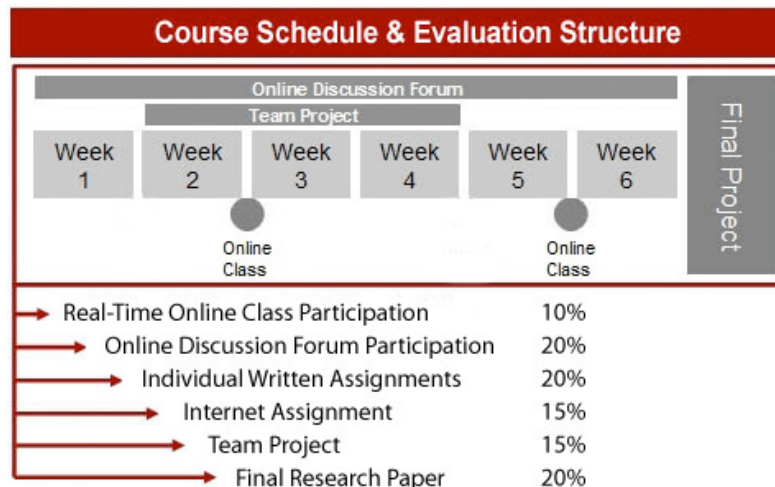 Course Schedule & Evaluation Structure
Online Discussion Forum
Team Project
Week 1
Week 2
Week 3
Week 4
Week 5
Week 6
Final Project
Online Class
Online Class
Real-Time Online Class Participation 10%
Online Discussion Forum Participation 20%
Individual Written Assignments 20%
Internet Assignment 15%
Team Project 15%
Final Research Paper 20%